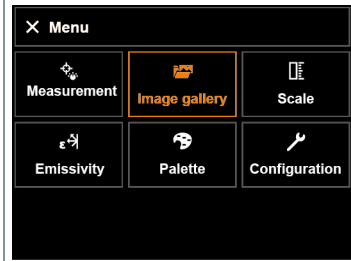 Menu
Measurement
Image gallery
Scale
ε
Emissivity
Palette
Configuration